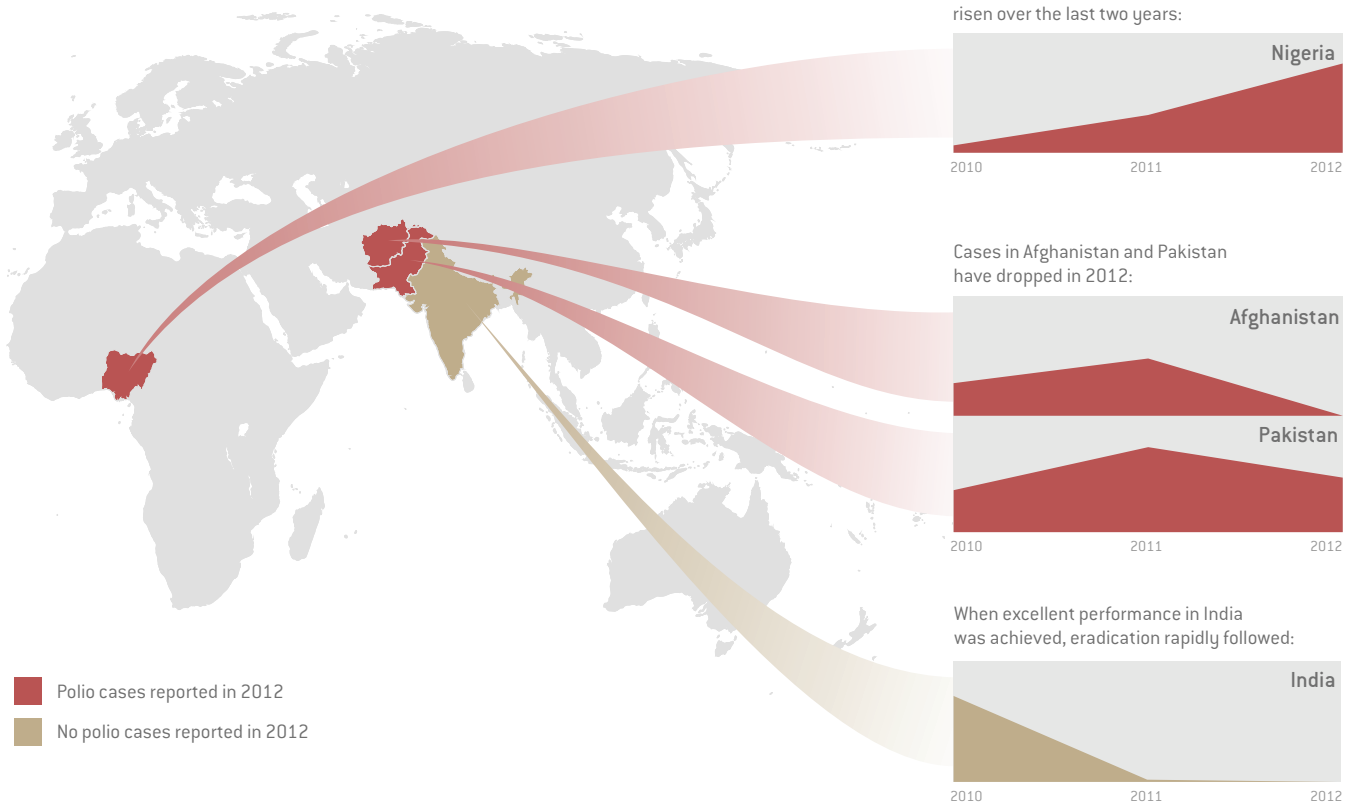 risen over the last two years:
Nigeria
2010 2011 2012
Cases in Afghanistan and Pakistan
have dropped in 2012:
Afghanistan
Pakistan
2010 2011 2012
When excellent performance in India
was achieved, eradication rapidly followed:
India
2010 2011 2012
Polio cases reported in 2012
No polio cases reported in 2012